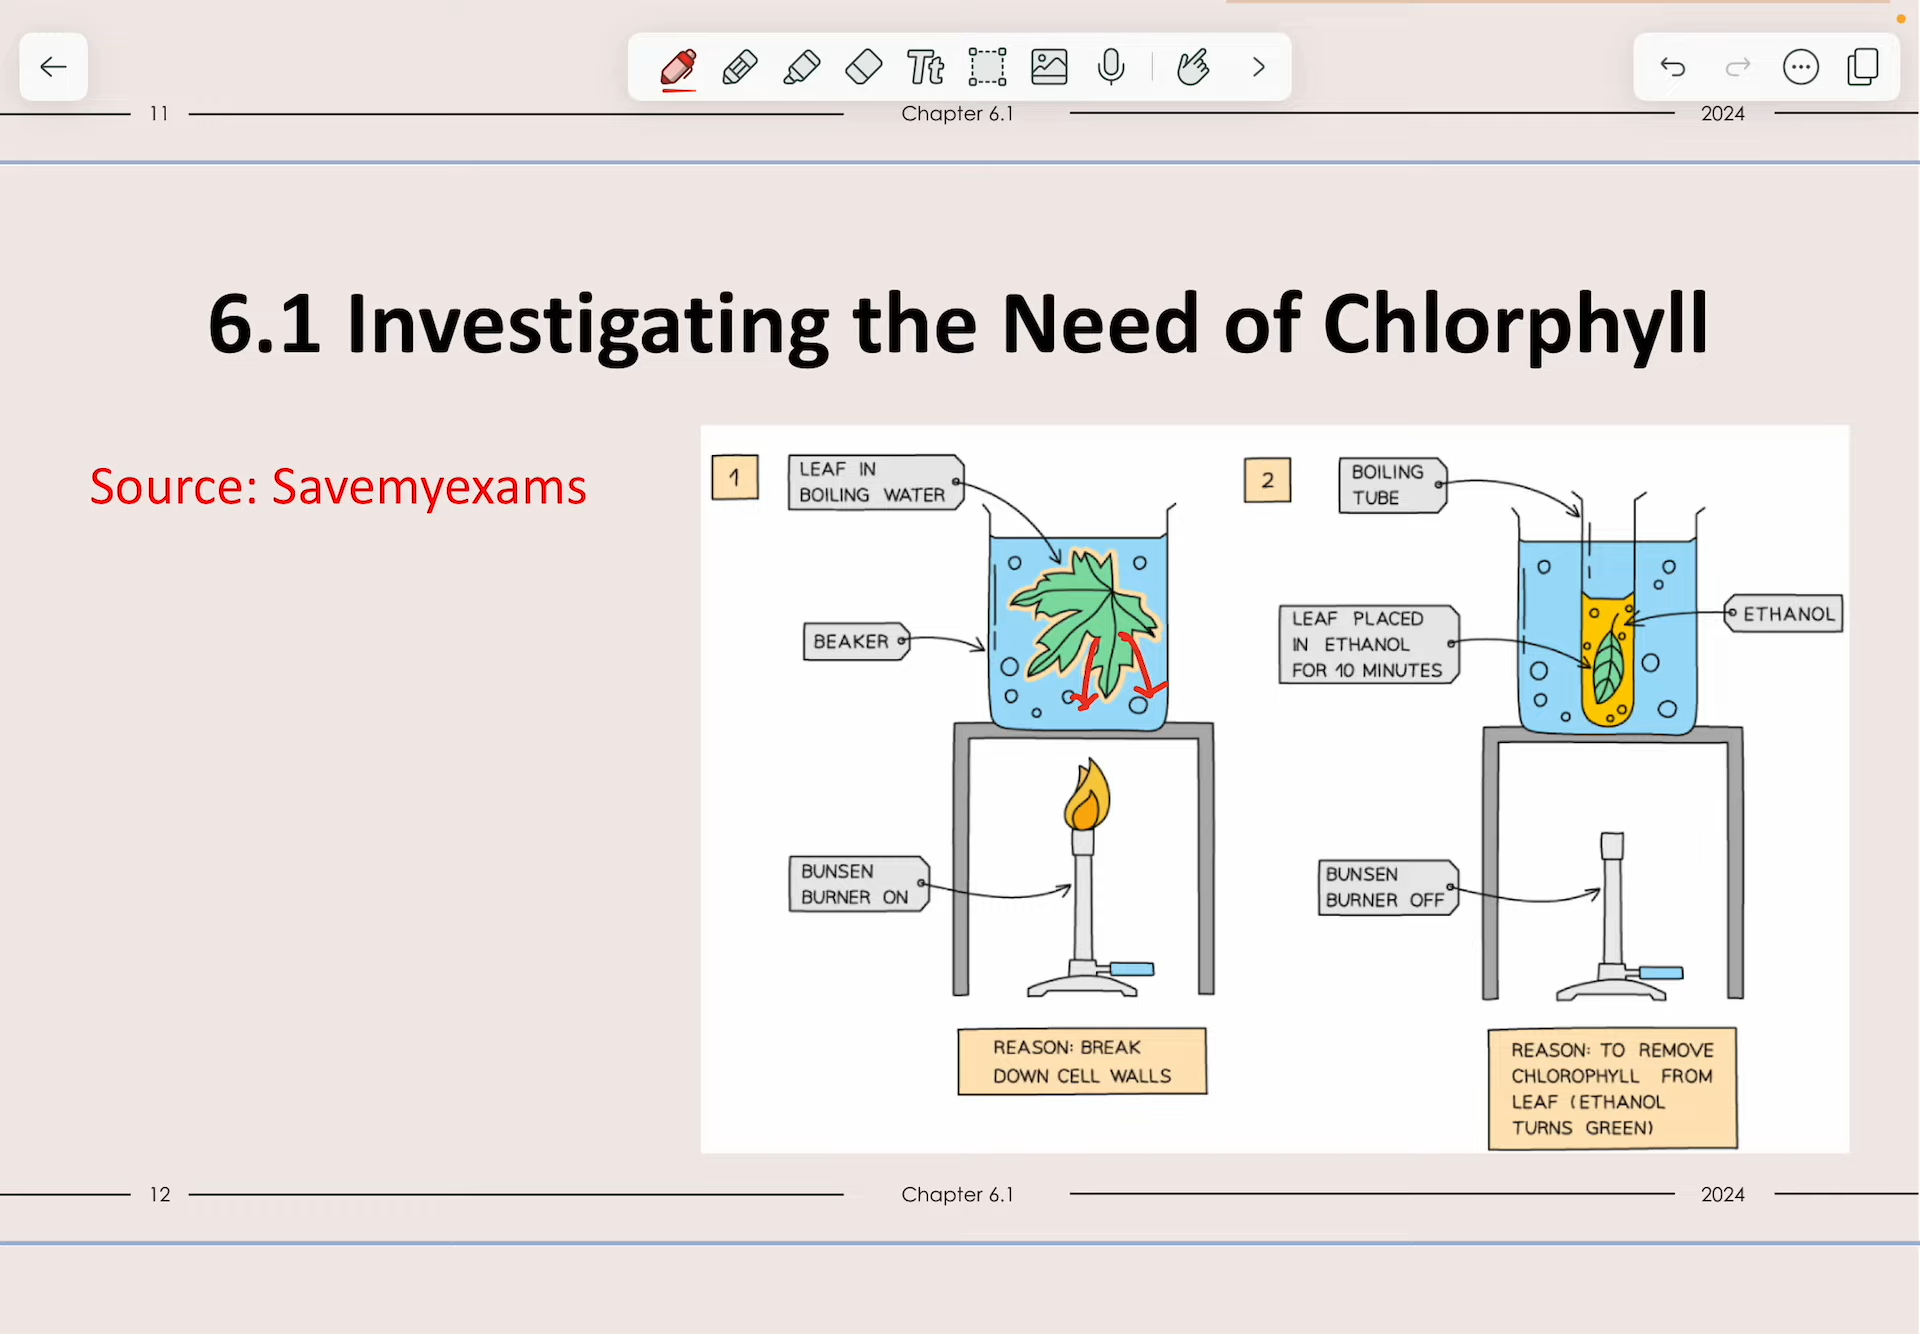 Tt
11 Chapter 6.1 2024
6.1 Investigating the Need of Chlorphyll
Source: Savemyexams
1
LEAF IN
BOILING WATER
BEAKER
BUNSEN
BURNER ON
REASON: BREAK
DOWN CELL WALLS
2
BOILING
TUBE
LEAF PLACED
IN ETHANOL
FOR 10 MINUTES
ETHANOL
BUNSEN
BURNER OFF
REASON: TO REMOVE
CHLOROPHYLL FROM
LEAF (ETHANOL
TURNS GREEN)
12 Chapter 6.1 2024